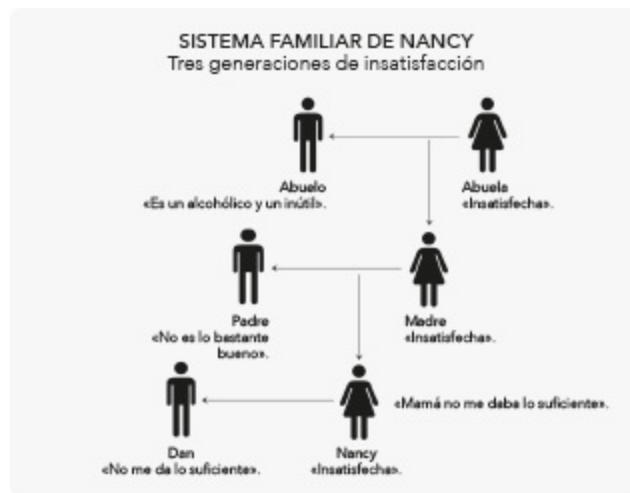 SISTEMA FAMILIAR DE NANCY
Tres generaciones de insatisfacción
Abuelo
«Es un alcohólico y un inútil».
Abuela
«Insatisfecha».
Padre
«No es lo bastante
bueno».
Madre
«Insatisfecha».
«Mamá no me daba lo suficiente».
Dan
«No me da lo suficiente».
Nancy
«Insatisfecha».